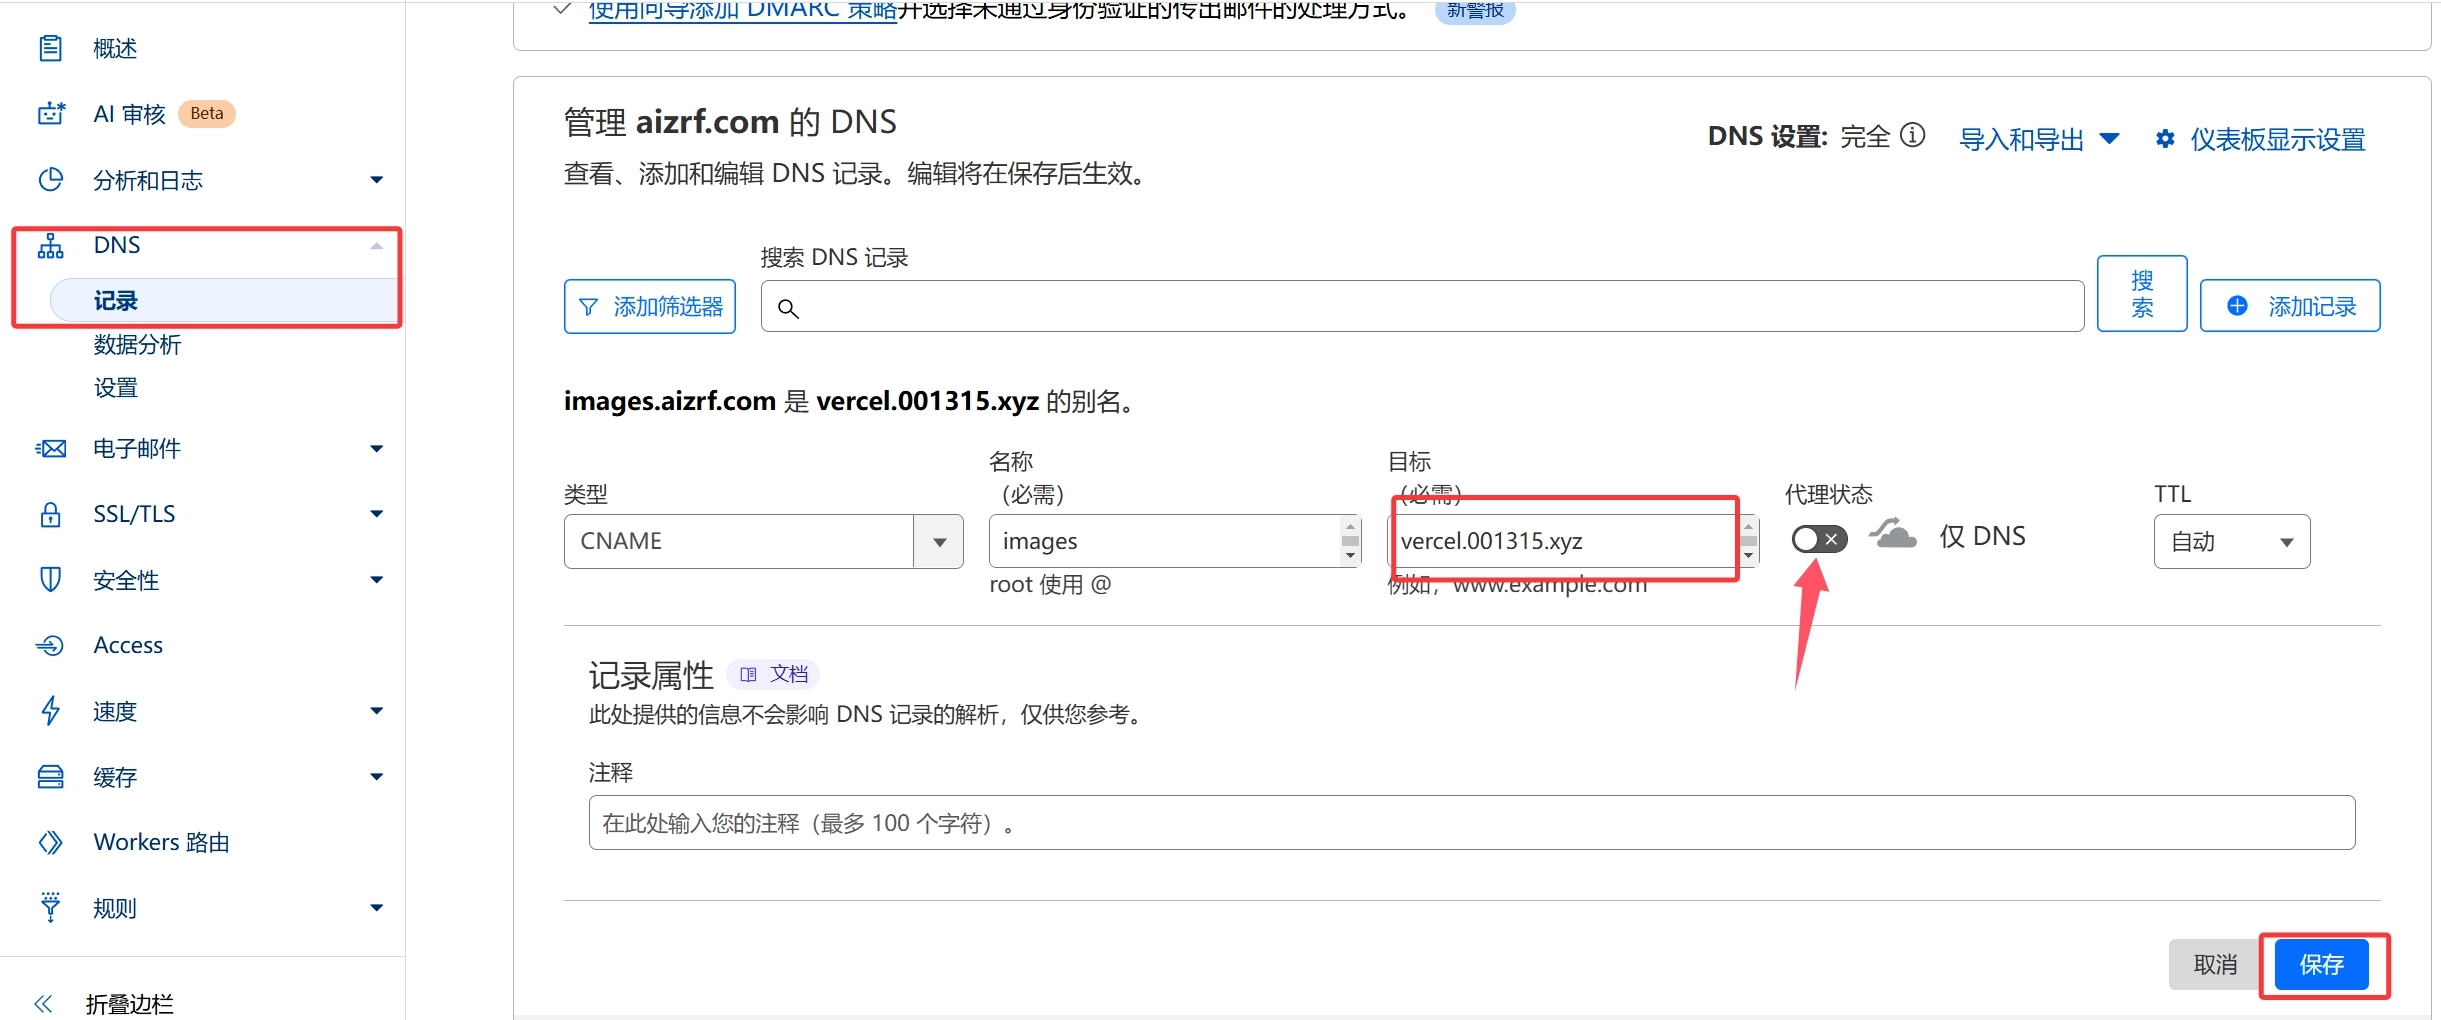 使用向导添加 DMARC 策略并选择未通过身份验证的传出邮件的处理方式。 新警报
概述
AI 审核 Beta
分析和日志
DNS
记录
数据分析
设置
电子邮件
SSL/TLS
安全性
Access
速度
缓存
Workers 路由
规则
折叠边栏
管理 aizrf.com 的 DNS
查看、添加和编辑 DNS 记录。编辑将在保存后生效。
DNS 设置: 完全
导入和导出
仪表板显示设置
添加筛选器
搜索 DNS 记录
搜索
添加记录
images.aizrf.com 是 vercel.001315.xyz 的别名。
类型
CNAME
名称
（必需）
images
root 使用 @
目标
（必需）
vercel.001315.xyz
例如，www.example.com
代理状态
仅 DNS
TTL
自动
记录属性 文档
此处提供的信息不会影响 DNS 记录的解析，仅供您参考。
注释
在此处输入您的注释（最多 100 个字符）。
取消
保存